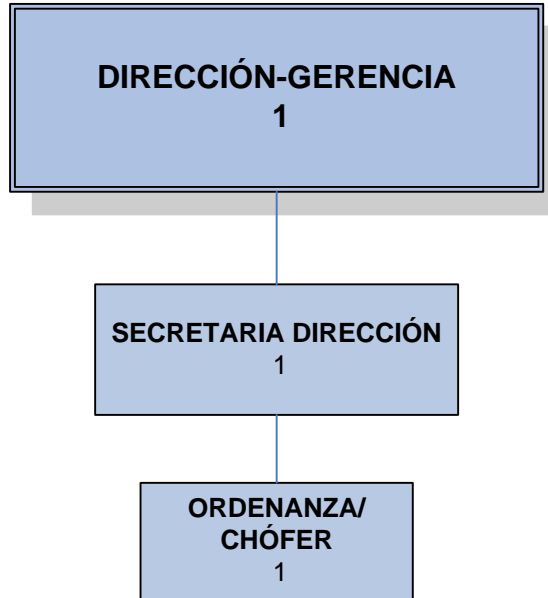 DIRECCIÓN-GERENCIA
1
SECRETARIA DIRECCIÓN
1
ORDENANZA/
CHÓFER
1